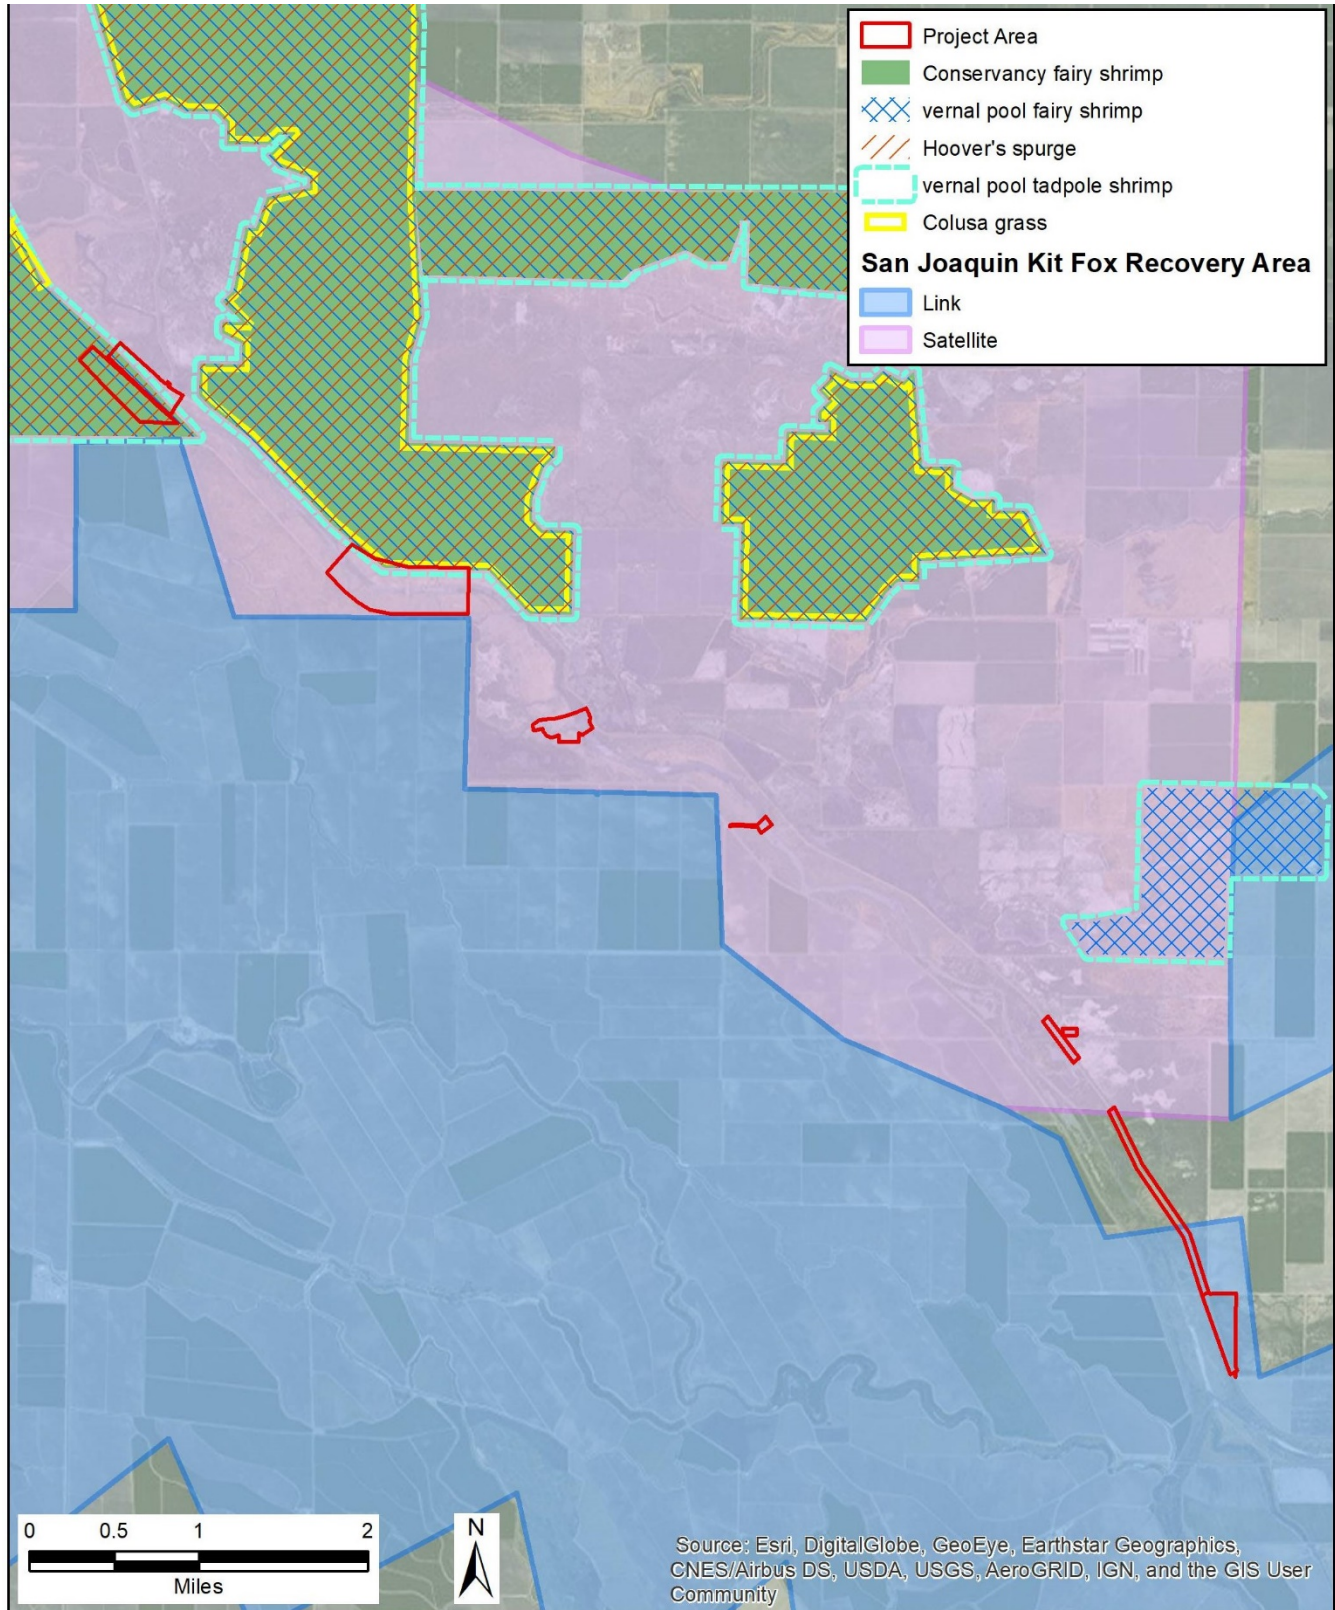 Project Area
Conservancy fairy shrimp
vernal pool fairy shrimp
Hoover's spurge
vernal pool tadpole shrimp
Colusa grass
San Joaquin Kit Fox Recovery Area
Link
Satellite
0 0.5 1 2
Miles
N
Source: Esri, DigitalGlobe, GeoEye, Earthstar Geographics,
CNES/Airbus DS, USDA, USGS, AeroGRID, IGN, and the GIS User
Community